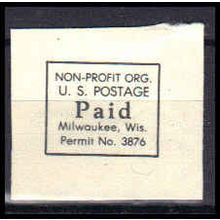 NON-PROFIT ORG.
U. S. POSTAGE
Paid
Milwaukee, Wis.
Permit No. 3876